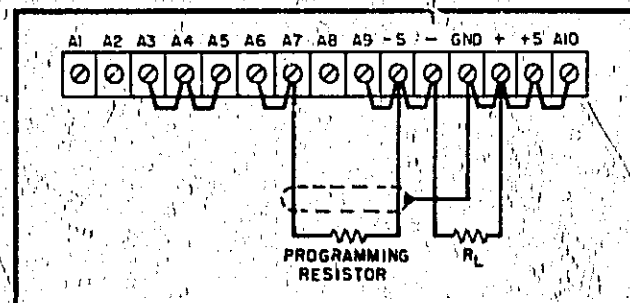 A1 A2 A3 A4 A5 A6 A7 A8 A9 -S - GND + +S A10
PROGRAMMING
RESISTOR
RL